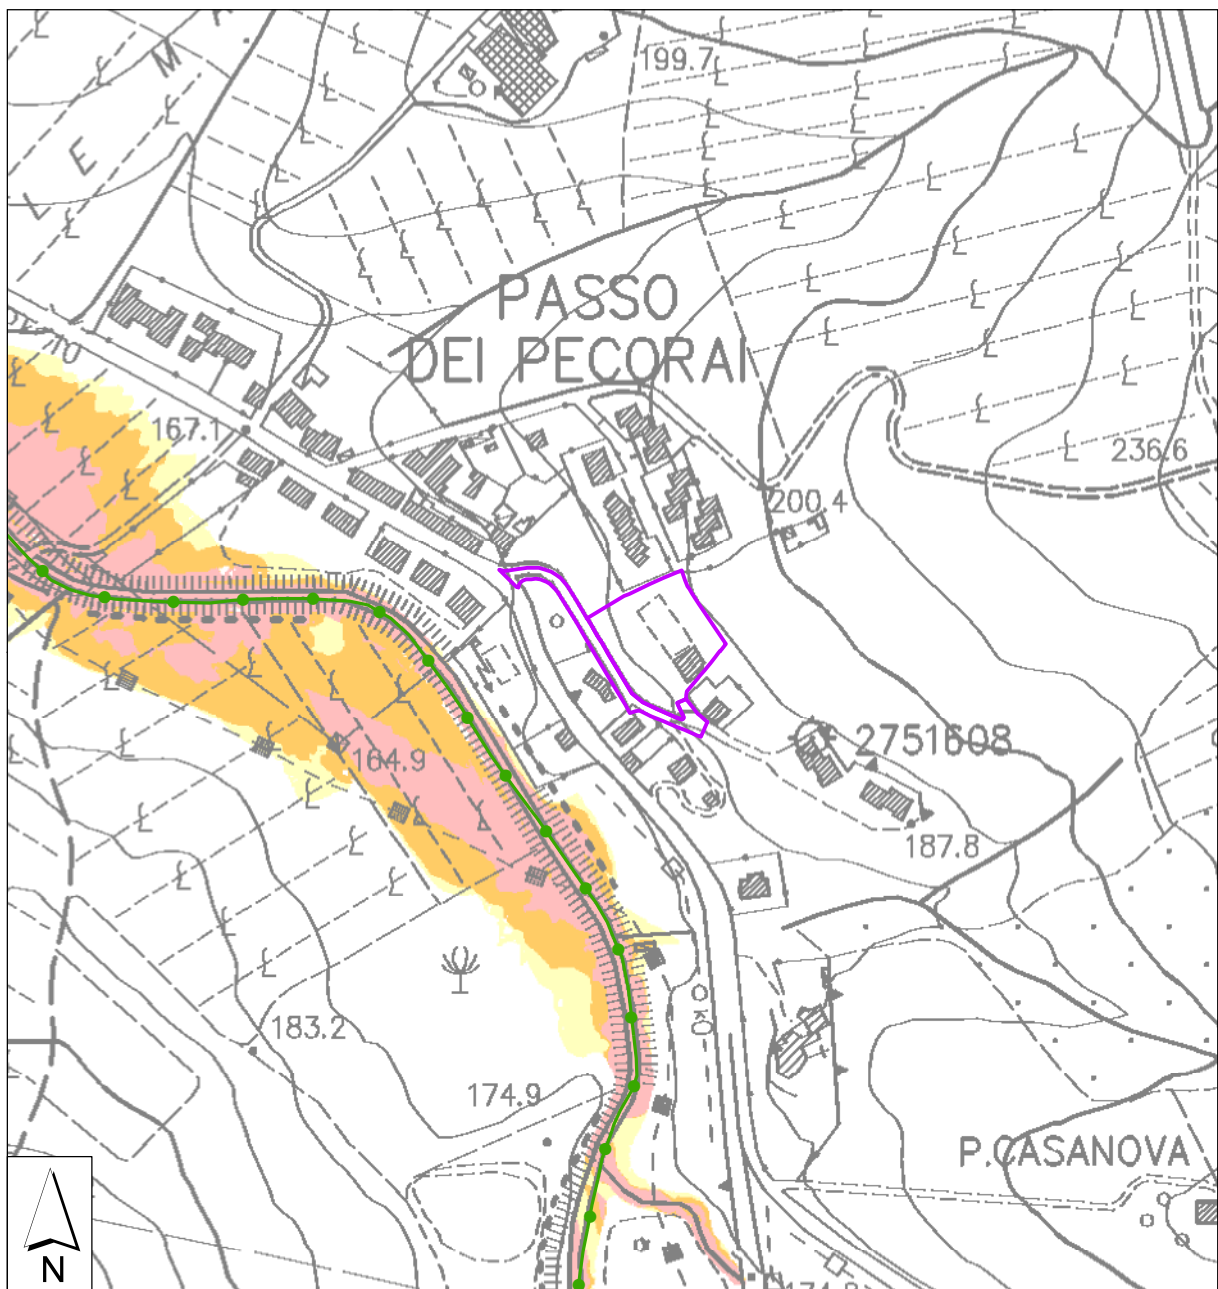 199.7
PASSO
DEI PECORAI
167.1
236.6
200.4
2751608
164.9
187.8
183.2
174.9
P.CASANOVA
N